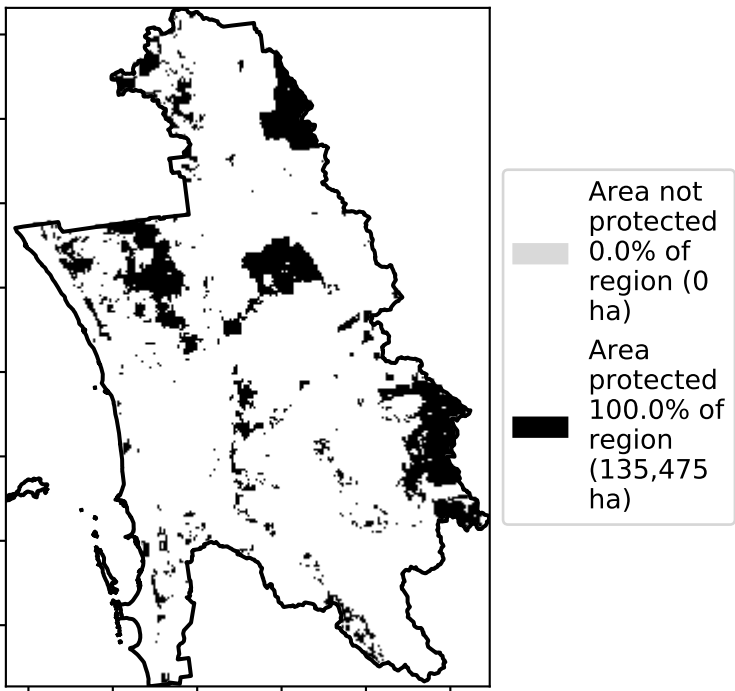 Area not
protected
0.0% of
region (0
ha)
Area
protected
100.0% of
region
(135,475
ha)